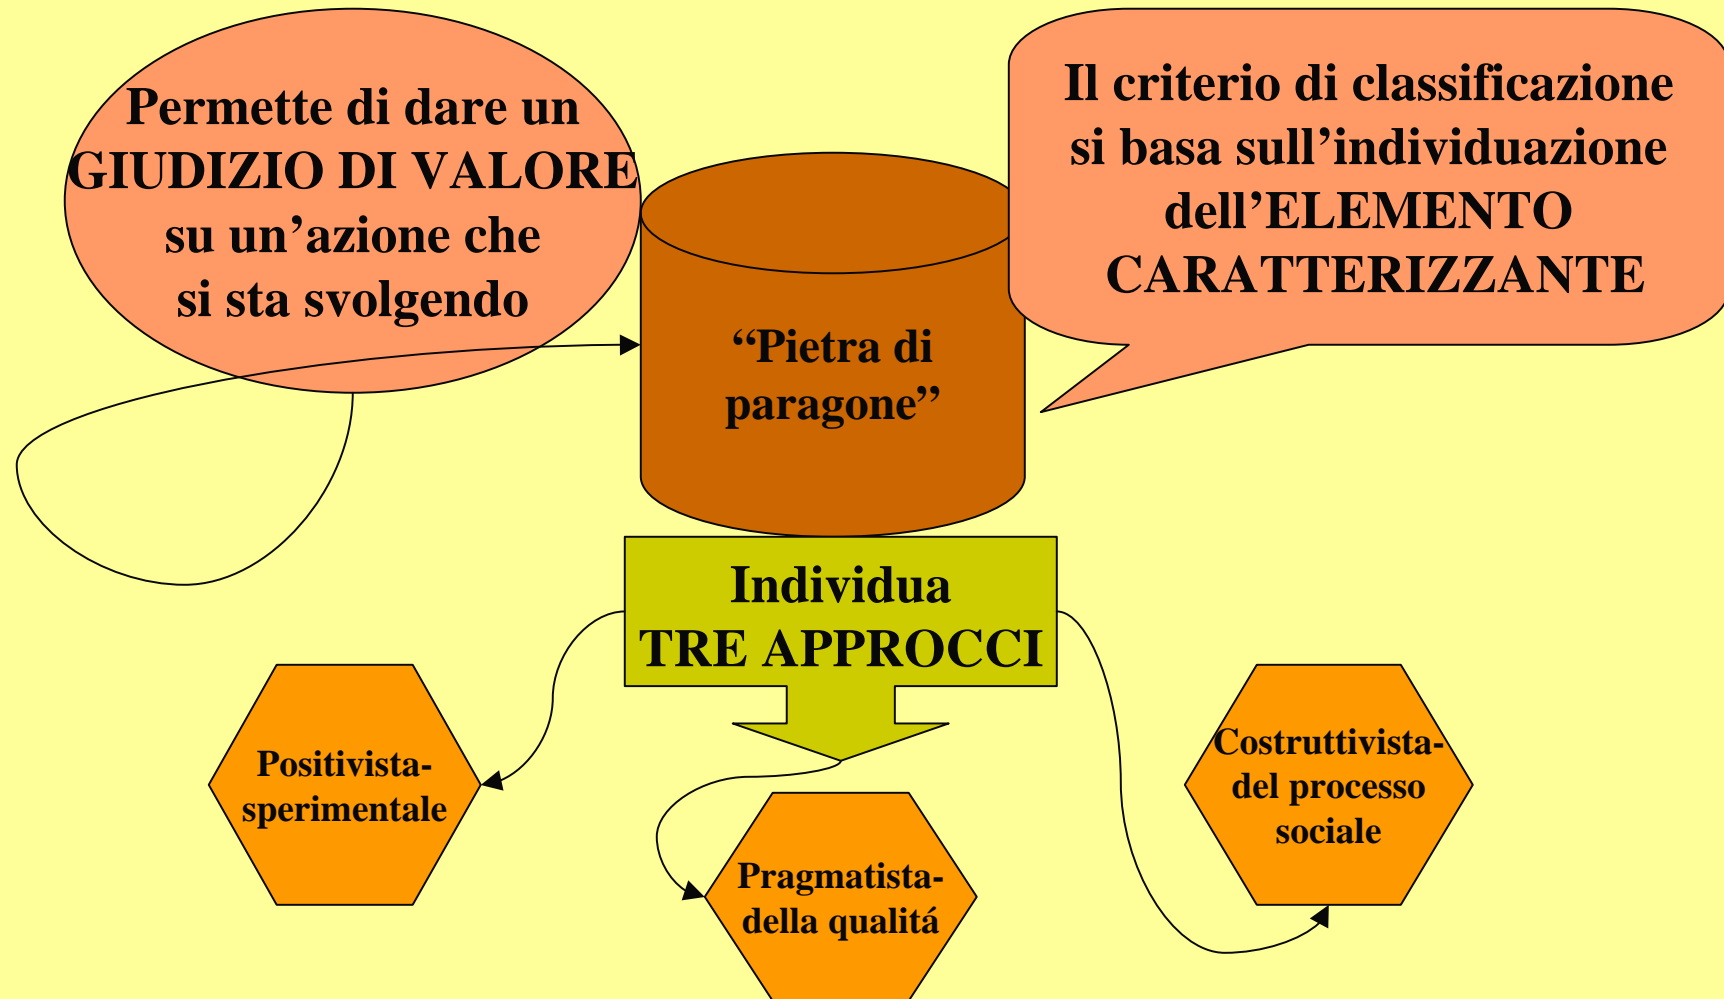 Permette di dare un
GIUDIZIO DI VALORE
su un’azione che
si sta svolgendo
Il criterio di classificazione
si basa sull’individuazione
dell’ELEMENTO
CARATTERIZZANTE
“Pietra di
paragone”
Individua
TRE APPROCCI
Positivista-
sperimentale
Pragmatista-
della qualitá
Costruttivista-
del processo
sociale